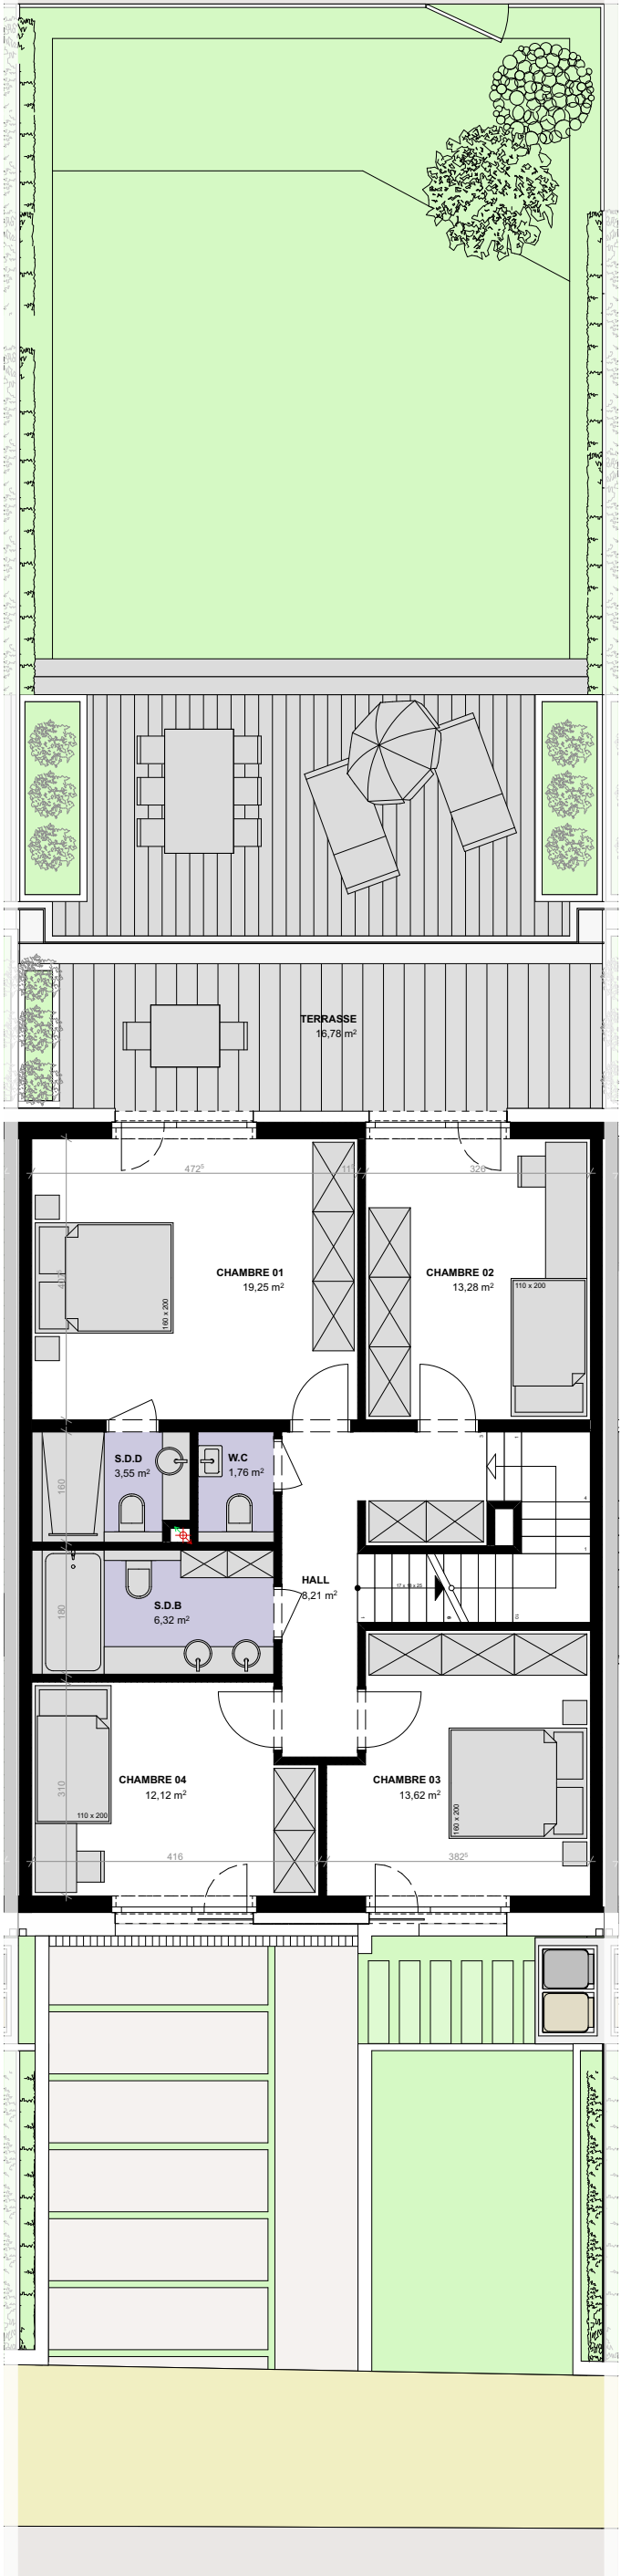 TERRASSE
16,78 m²
472⁵
11⁵
326
CHAMBRE 01
19,25 m²
160 x 200
CHAMBRE 02
13,28 m²
110 x 200
S.D.D
3,55 m²
W.C
1,76 m²
160
HALL
8,21 m²
S.D.B
6,32 m²
180
CHAMBRE 04
12,12 m²
110 x 200
310
CHAMBRE 03
13,62 m²
160 x 200
416
382⁵